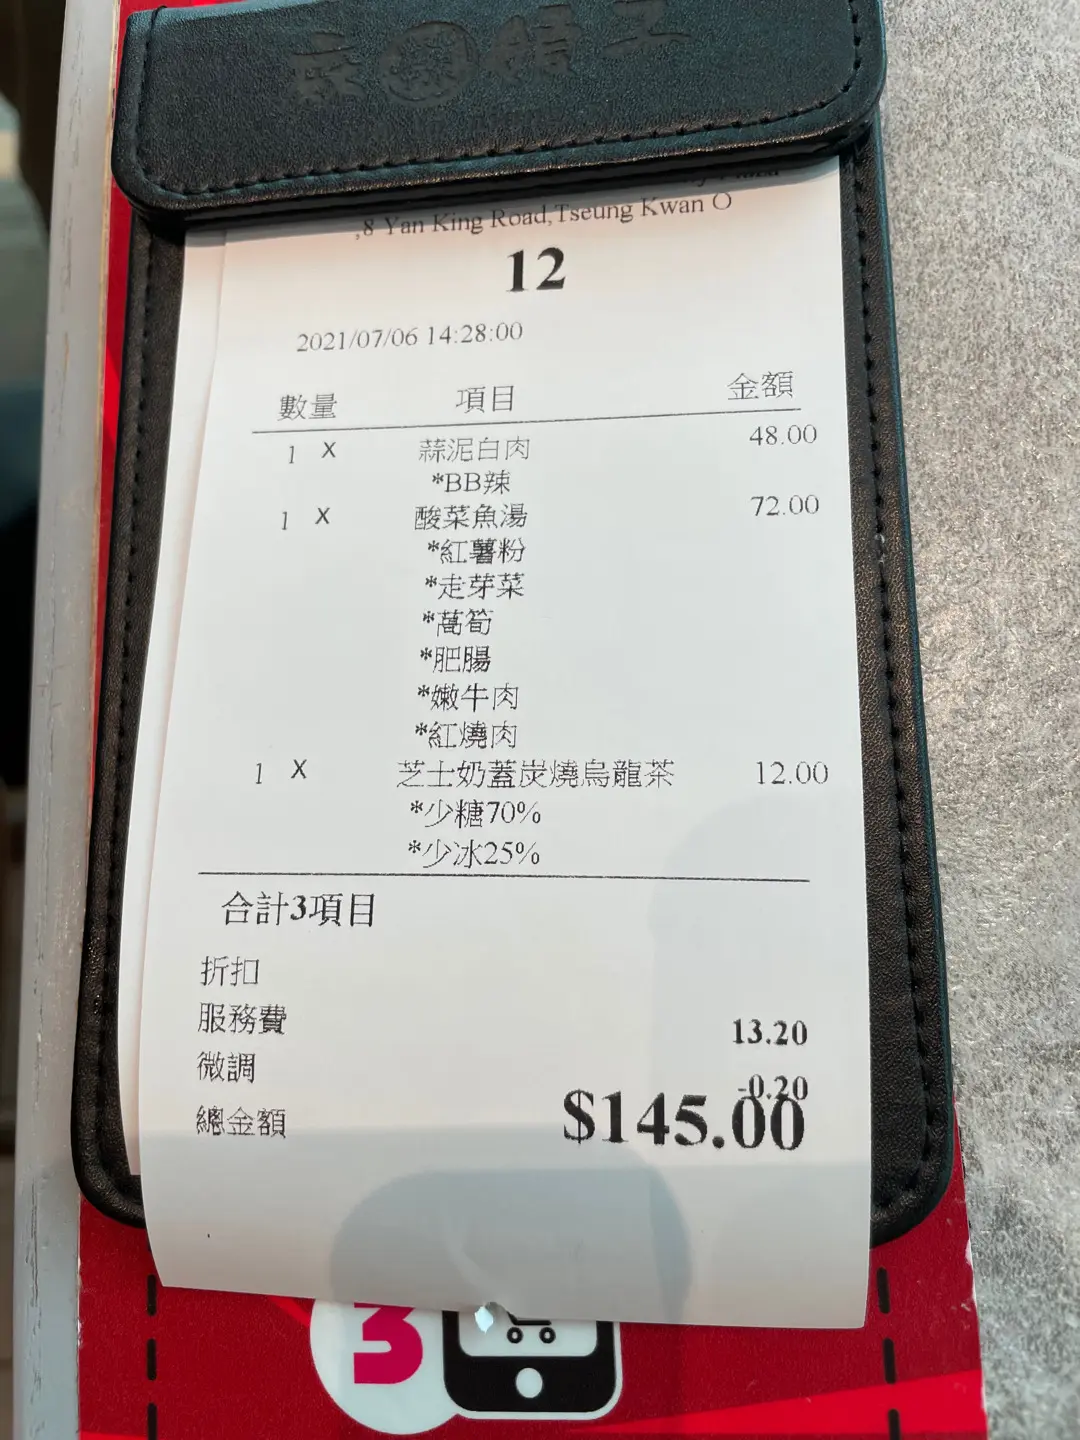 ,8 Yan King Road,Tseung Kwan O
12
2021/07/06 14:28:00
數量 項目 金額
1 X 蒜泥白肉 48.00
*BB辣
1 X 酸菜魚湯 72.00
*紅薯粉
*走芽菜
*萵筍
*肥腸
*嫩牛肉
*紅燒肉
1 X 芝士奶蓋炭燒烏龍茶 12.00
*少糖70%
*少冰25%
合計3項目
折扣
服務費 13.20
微調 -0.20
總金額 $145.00
3